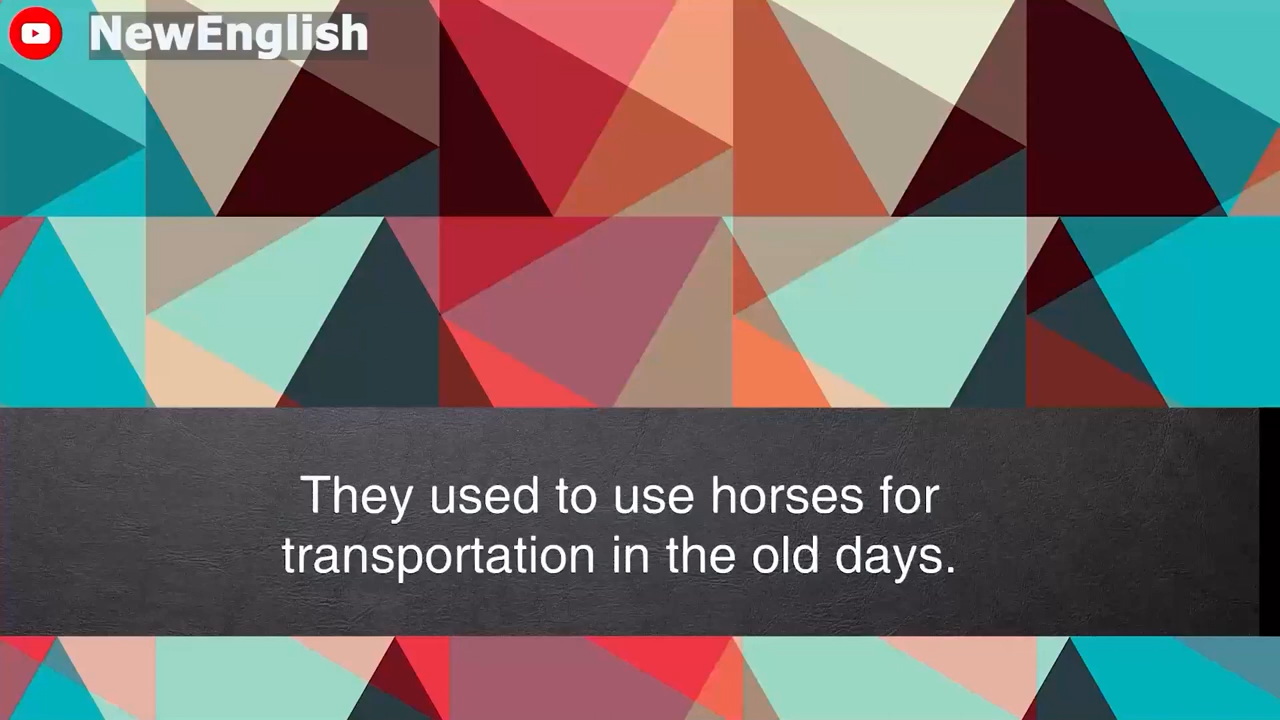 NewEnglish
They used to use horses for
transportation in the old days.